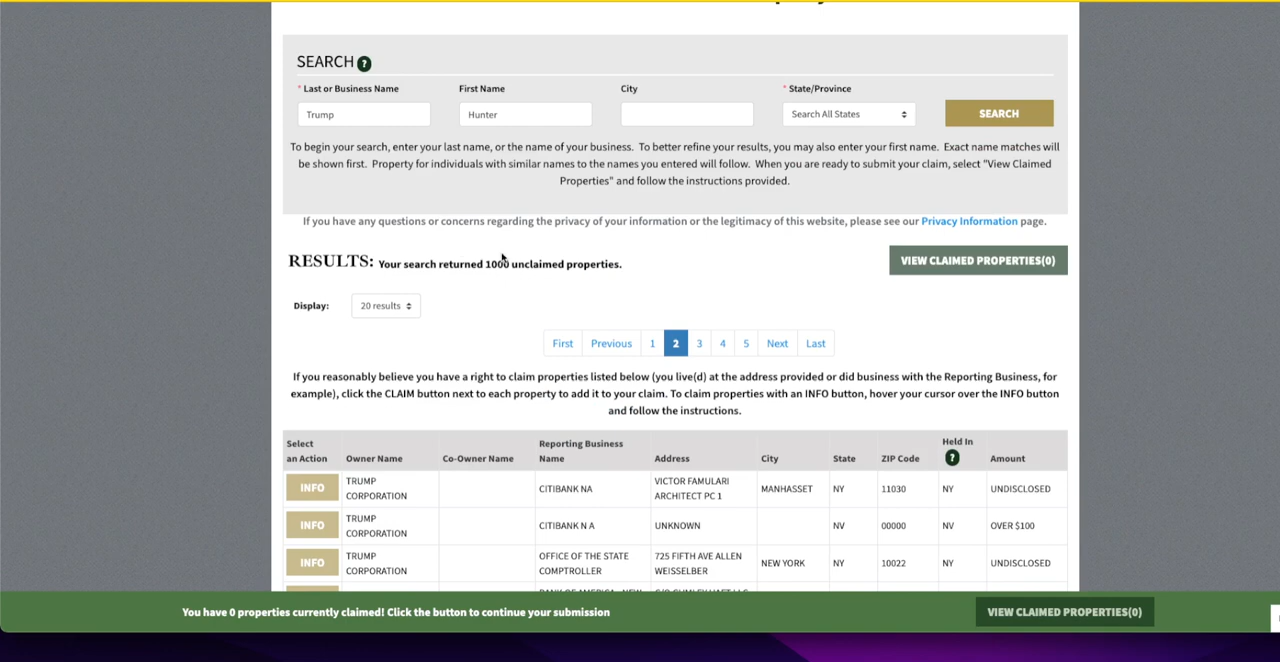 SEARCH ?
* Last or Business Name
First Name
City
* State/Province
Trump
Hunter
Search All States
SEARCH
To begin your search, enter your last name, or the name of your business. To better refine your results, you may also enter your first name. Exact name matches will
be shown first. Property for individuals with similar names to the names you entered will follow. When you are ready to submit your claim, select "View Claimed
Properties" and follow the instructions provided.
If you have any questions or concerns regarding the privacy of your information or the legitimacy of this website, please see our Privacy Information page.
RESULTS: Your search returned 1000 unclaimed properties.
VIEW CLAIMED PROPERTIES(0)
Display:
20 results
First Previous 1 2 3 4 5 Next Last
If you reasonably believe you have a right to claim properties listed below (you live(d) at the address provided or did business with the Reporting Business, for
example), click the CLAIM button next to each property to add it to your claim. To claim properties with an INFO button, hover your cursor over the INFO button
and follow the instructions.
Select
an Action
Owner Name
Co-Owner Name
Reporting Business
Name
Address
City
State
ZIP Code
Held In
?
Amount
INFO
TRUMP
CORPORATION
CITIBANK NA
VICTOR FAMULARI
ARCHITECT PC 1
MANHASSET
NY
11030
NY
UNDISCLOSED
INFO
TRUMP
CORPORATION
CITIBANK N A
UNKNOWN
NV
00000
NV
OVER $100
INFO
TRUMP
CORPORATION
OFFICE OF THE STATE
COMPTROLLER
725 FIFTH AVE ALLEN
WEISSELBER
NEW YORK
NY
10022
NY
UNDISCLOSED
You have 0 properties currently claimed! Click the button to continue your submission
VIEW CLAIMED PROPERTIES(0)